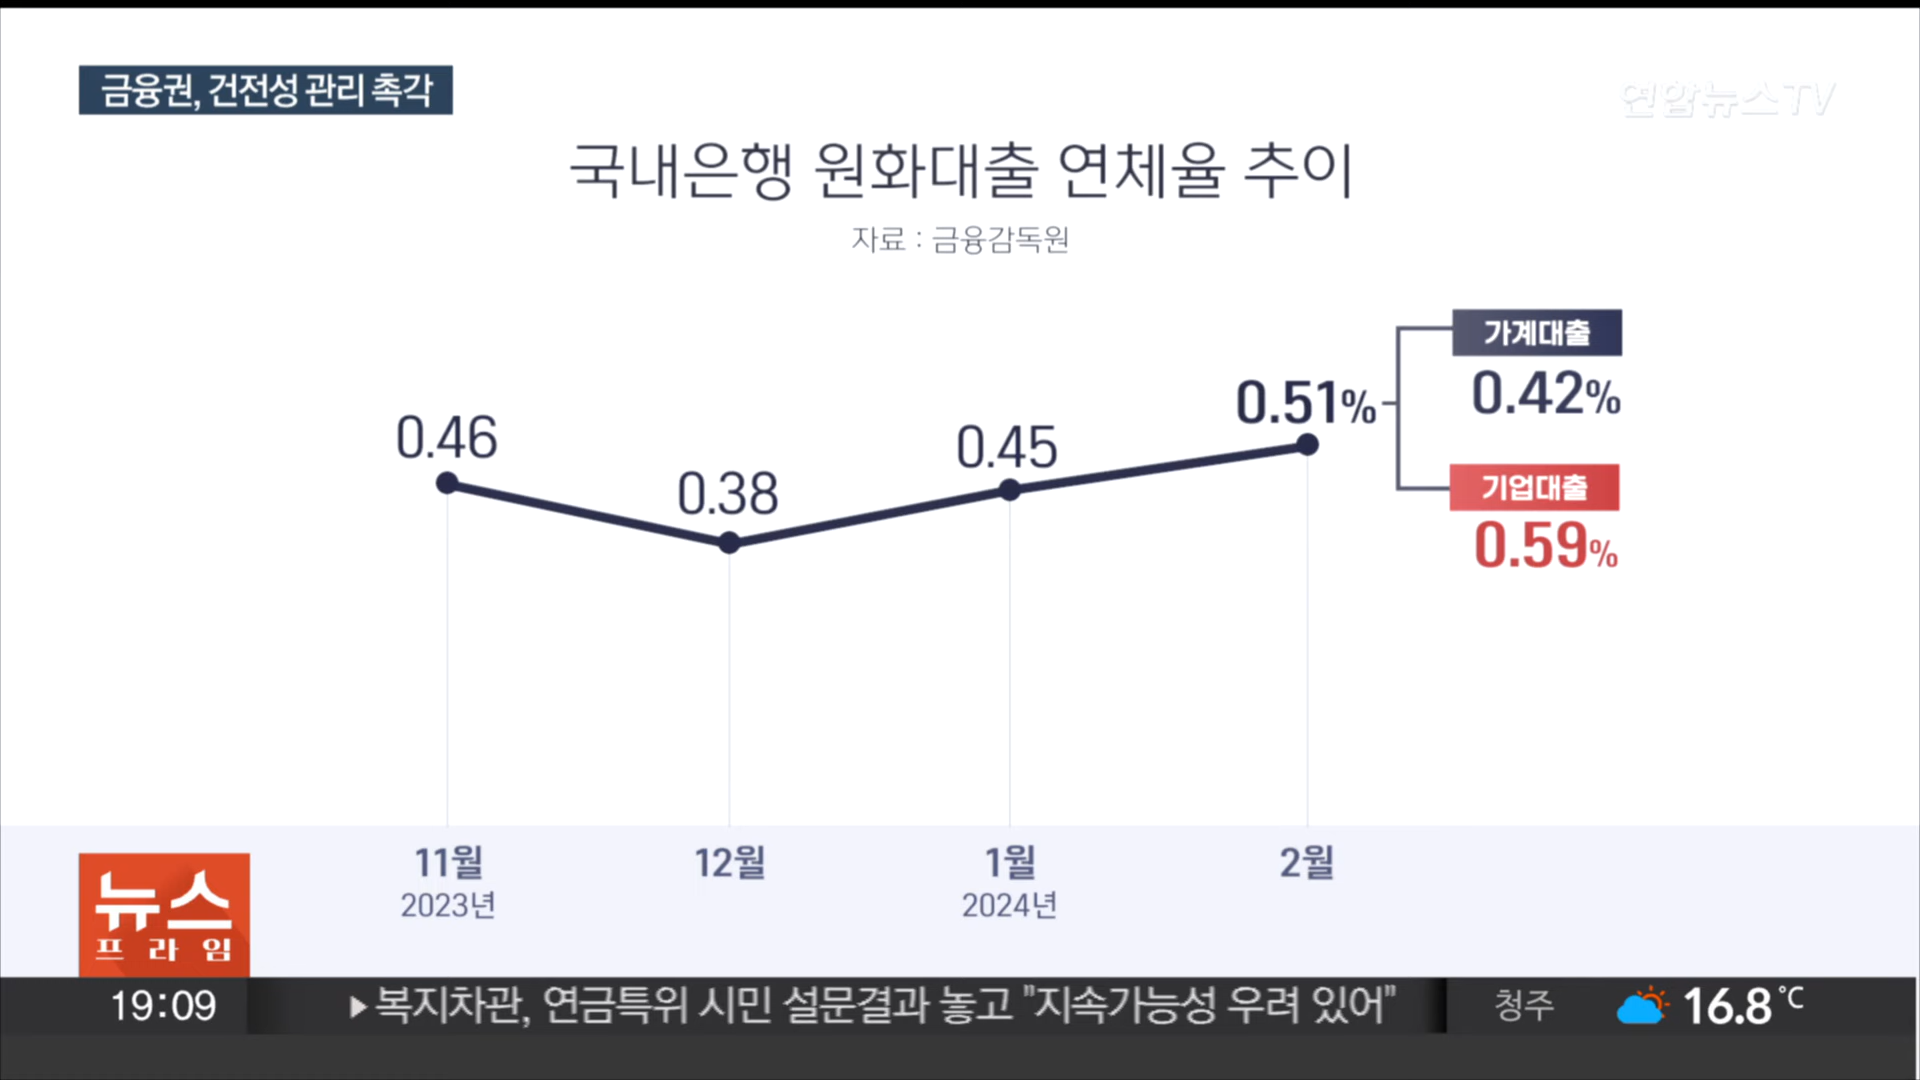 금융권, 건전성 관리 촉각
연합뉴스TV
국내은행 원화대출 연체율 추이
자료 : 금융감독원
가계대출
0.42%
0.51%
0.46
0.45
0.38
기업대출
0.59%
11월 12월 1월 2월
2023년 2024년
뉴스
프라임
19:09 ▶복지차관, 연금특위 시민 설문결과 놓고 "지속가능성 우려 있어" 청주 16.8℃